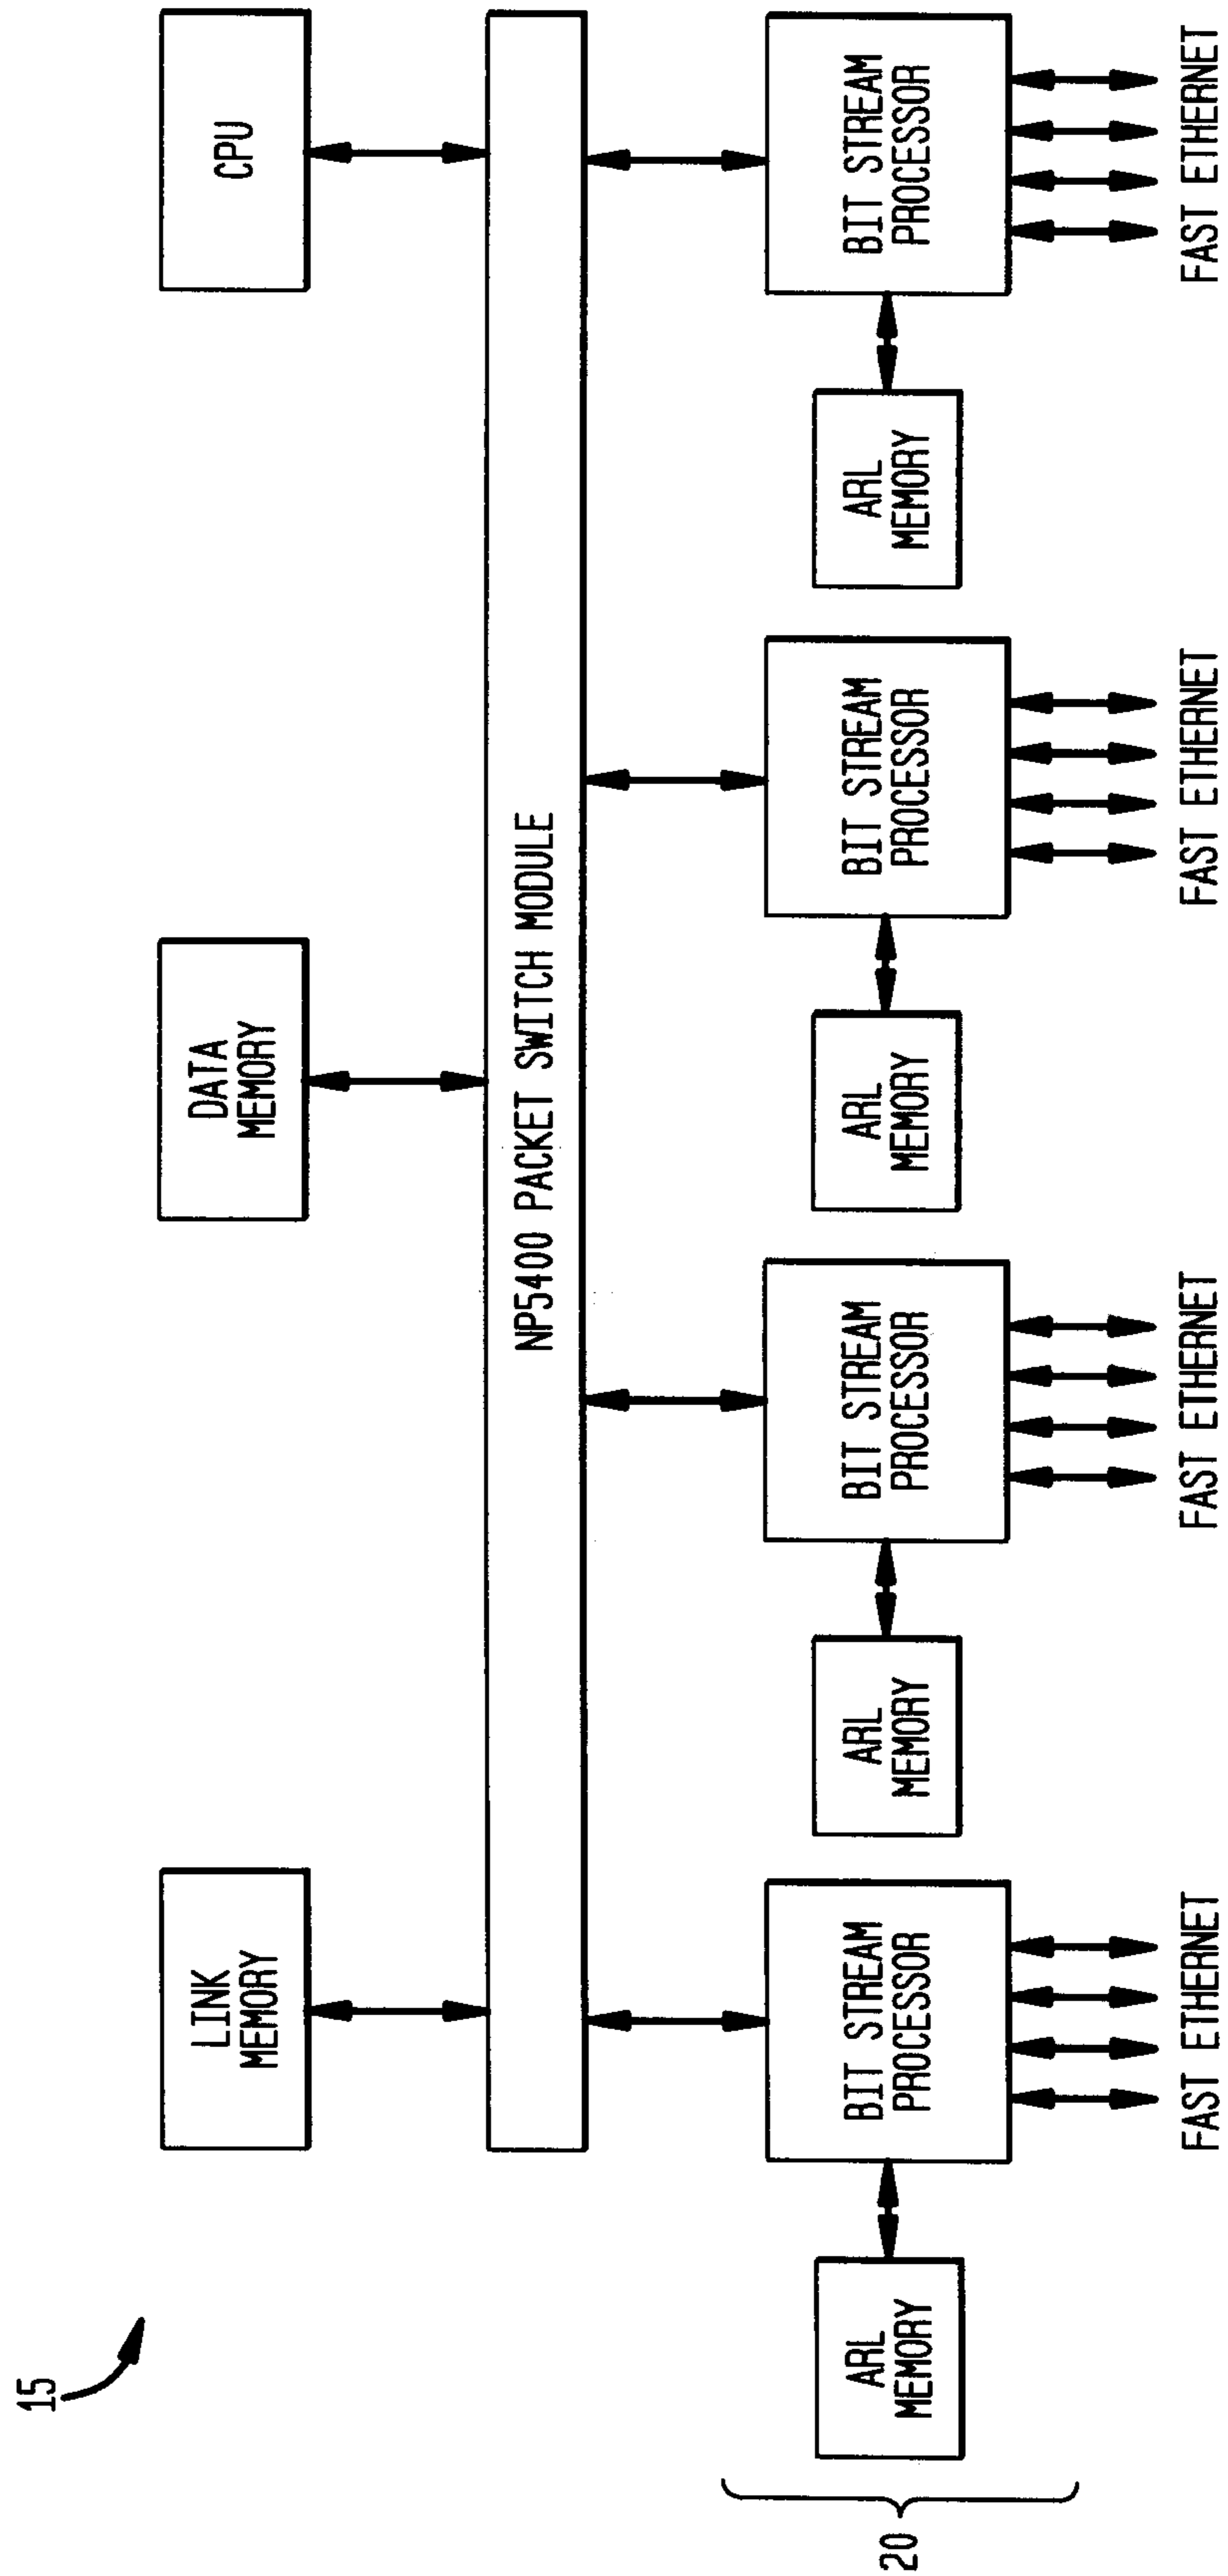 15
LINK
MEMORY
DATA
MEMORY
CPU
NP5400 PACKET SWITCH MODULE
20
ARL
MEMORY
BIT STREAM
PROCESSOR
ARL
MEMORY
BIT STREAM
PROCESSOR
ARL
MEMORY
BIT STREAM
PROCESSOR
ARL
MEMORY
BIT STREAM
PROCESSOR
FAST ETHERNET
FAST ETHERNET
FAST ETHERNET
FAST ETHERNET